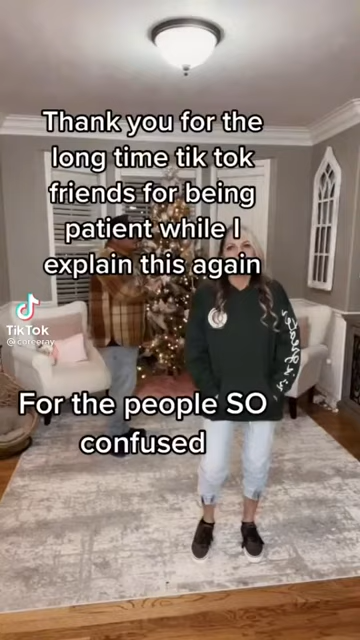 Thank you for the
long time tik tok
friends for being
patient while I
explain this again
TikTok
For the people SO
confused